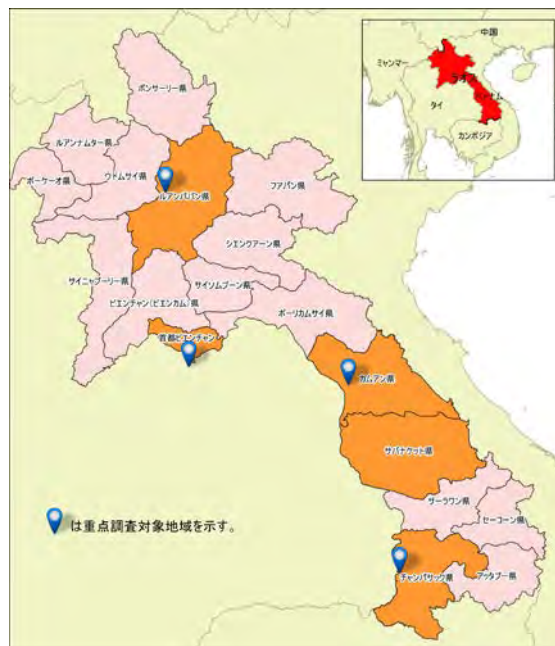 中国
ミャンマー
ラオス
ベトナム
タイ
カンボジア
ポンサーリー県
ルアンナムター県
ボーケーオ県
ウドムサイ県
ルアンパバン県
フアパン県
シエンクアーン県
サイニャブーリー県
ビエンチャン(ビエンカム)県
サイソムブーン県
ボーリカムサイ県
首都ビエンチャン
カムアン県
サバナケット県
サーラワン県
セーコーン県
チャンパサック県
アッタプー県
は重点調査対象地域を示す。